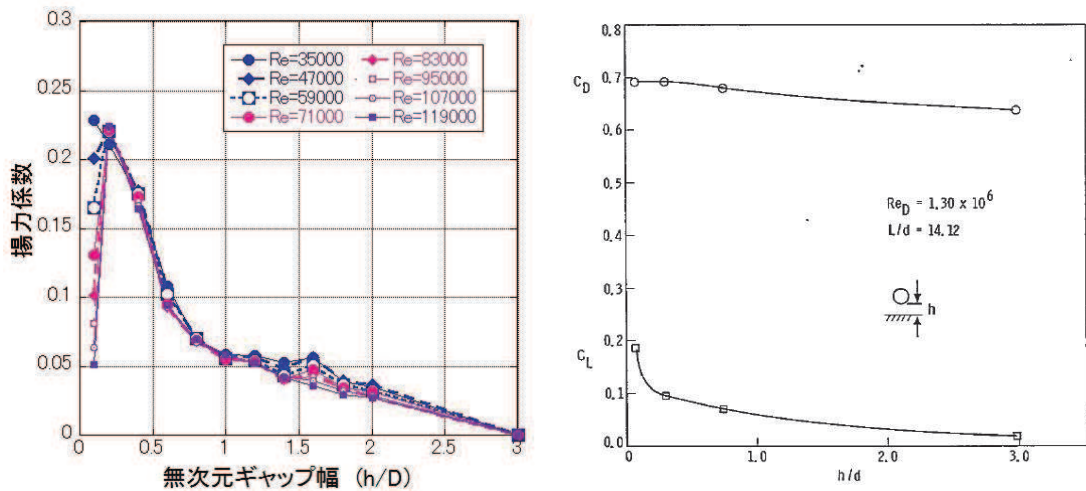 0.3
0.25
0.2
0.15
0.1
0.05
0
揚力係数
Re=35000
Re=47000
Re=59000
Re=71000
Re=83000
Re=95000
Re=107000
Re=119000
0 0.5 1 1.5 2 2.5 3
無次元ギャップ幅 (h/D)
0.8
C_D 0.7
0.6
0.5
0.4
0.3
0.2
C_L
0.1
0.0
Re_D = 1.30 x 10^6
L/d = 14.12
h
0 1.0 2.0 3.0
h/d